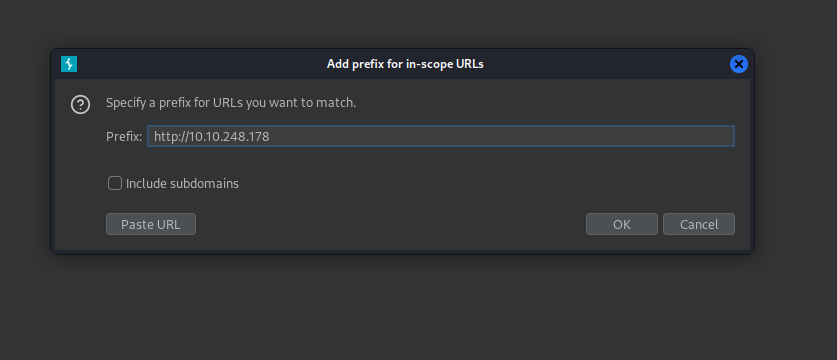 Add prefix for in-scope URLs
Specify a prefix for URLs you want to match.
Prefix: http://10.10.248.178
Include subdomains
Paste URL OK Cancel